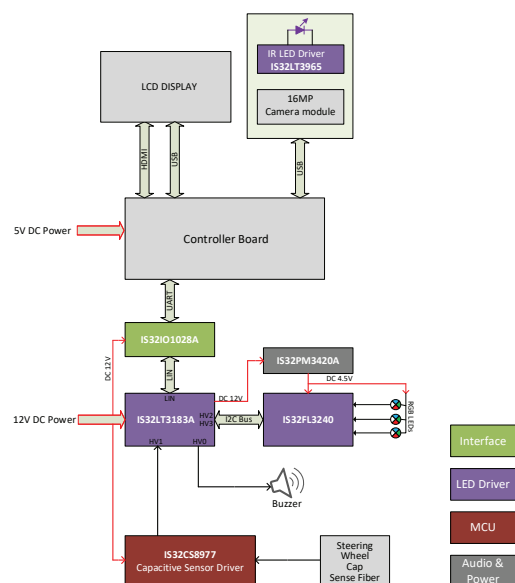 IR LED Driver
IS32LT3965
LCD DISPLAY
16MP
Camera module
HDMI
USB
USB
5V DC Power
Controller Board
UART
IS32IO1028A
IS32PM3420A
DC 12V
LIN
DC 12V
DC 4.5V
LIN
12V DC Power
IS32LT3183A
HV2
HV3
I2C Bus
IS32FL3240
RGB LEDs
HV1
HV0
Interface
LED Driver
Buzzer
MCU
IS32CS8977
Capacitive Sensor Driver
Steering
Wheel
Cap
Sense Fiber
Audio &
Power